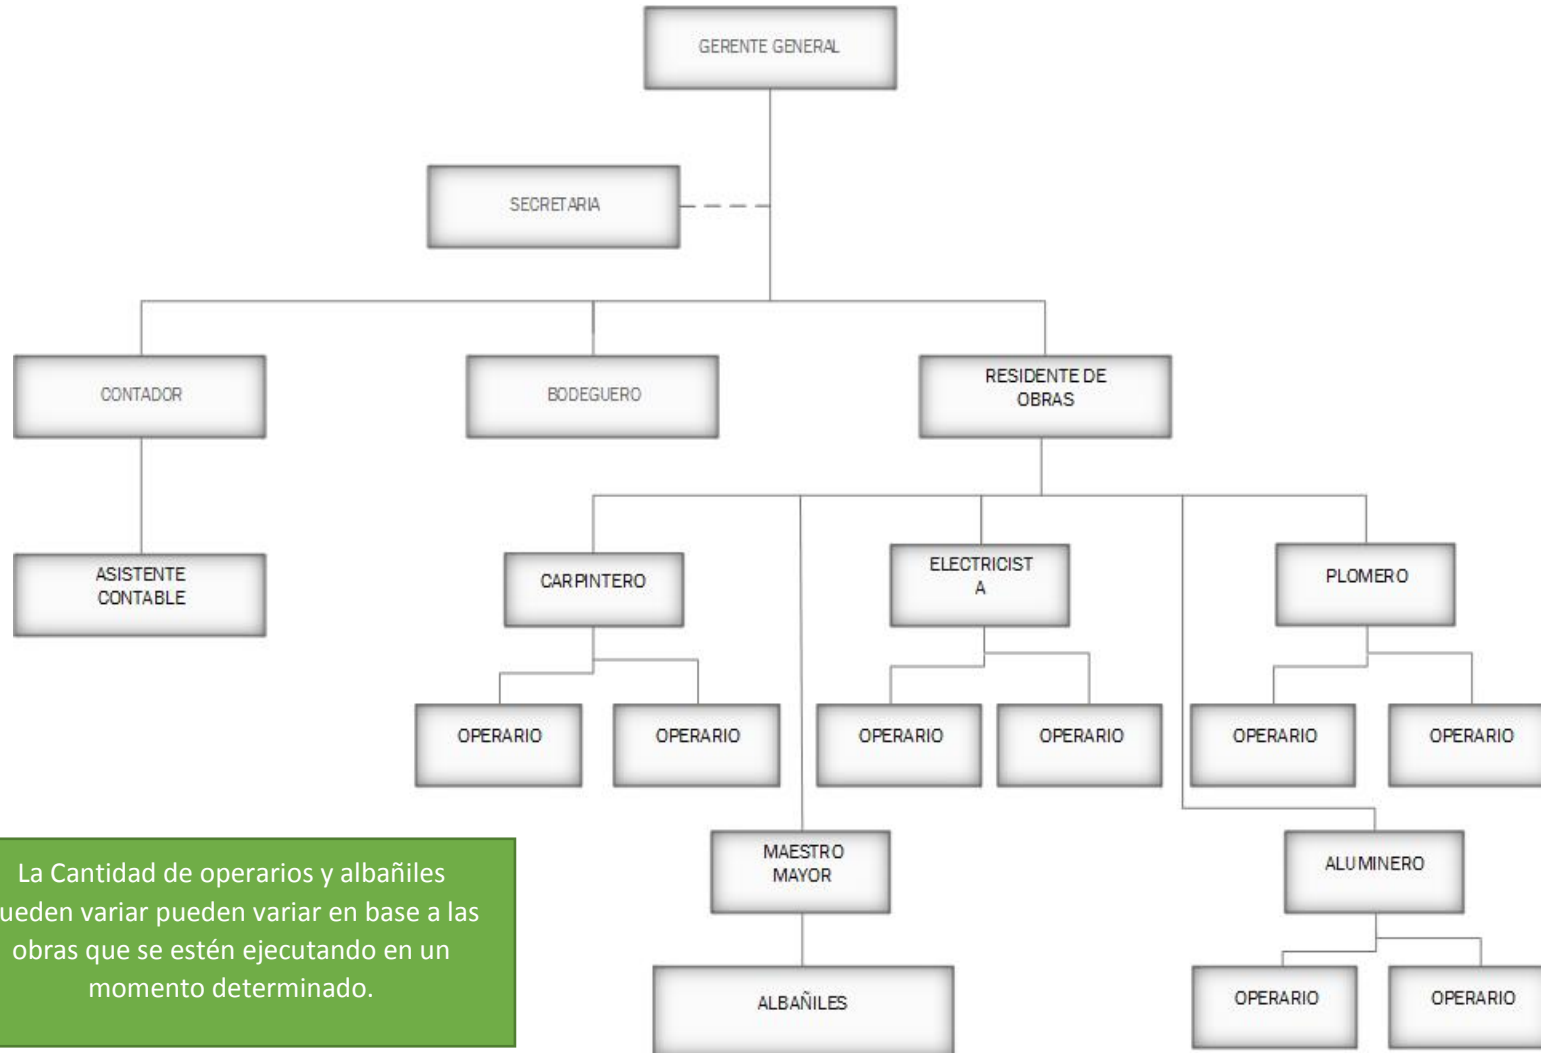 GERENTE GENERAL
SECRETARIA
CONTADOR
BODEGUERO
RESIDENTE DE
OBRAS
ASISTENTE
CONTABLE
CARPINTERO
ELECTRICIST
A
PLOMERO
OPERARIO
OPERARIO
OPERARIO
OPERARIO
OPERARIO
OPERARIO
MAESTRO
MAYOR
ALUMINERO
ALBAÑILES
OPERARIO
OPERARIO
La Cantidad de operarios y albañiles
ueden variar pueden variar en base a las
obras que se estén ejecutando en un
momento determinado.